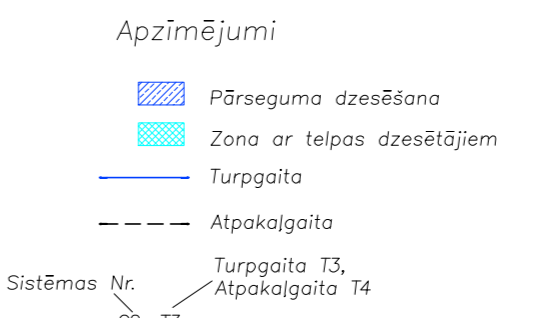 Apzīmējumi
Pārseguma dzesēšana
Zona ar telpas dzesētājiem
Turpgaita
Atpakaļgaita
Turpgaita T3,
Sistēmas Nr.
Atpakaļgaita T4